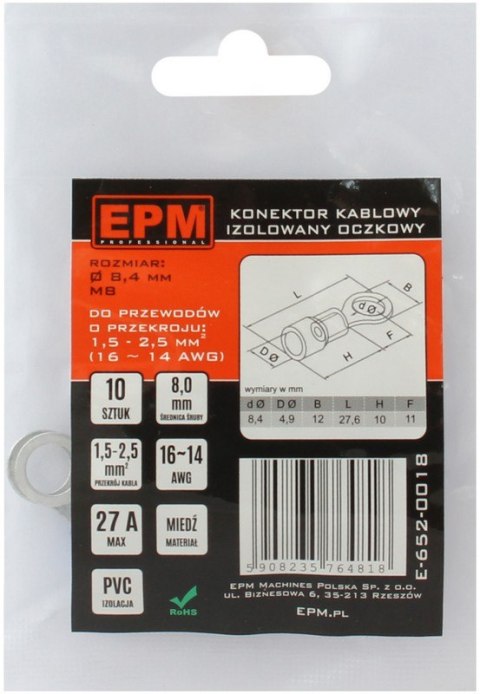 EPM
PROFESSIONAL
KONEKTOR KABLOWY
IZOLOWANY OCZKOWY
ROZMIAR:
Ø 8,4 MM
M8
DO PRZEWODÓW
O PRZEKROJU:
1,5 - 2,5 MM²
(16 ~ 14 AWG)
L
B
dØ
F
H
DØ
wymiary w mm
dØ DØ B L H F
8,4 4,9 12 27,6 10 11
10
SZTUK
8,0
mm
ŚREDNICA ŚRUBY
1,5-2,5
mm²
PRZEKRÓJ KABLA
16~14
AWG
27 A
MAX
MIEDŹ
MATERIAŁ
PVC
IZOLACJA
RoHS
5908235764818
E-652-0018
EPM Machines Polska Sp. z o.o.
ul. Biznesowa 6, 35-213 Rzeszów
EPM.PL